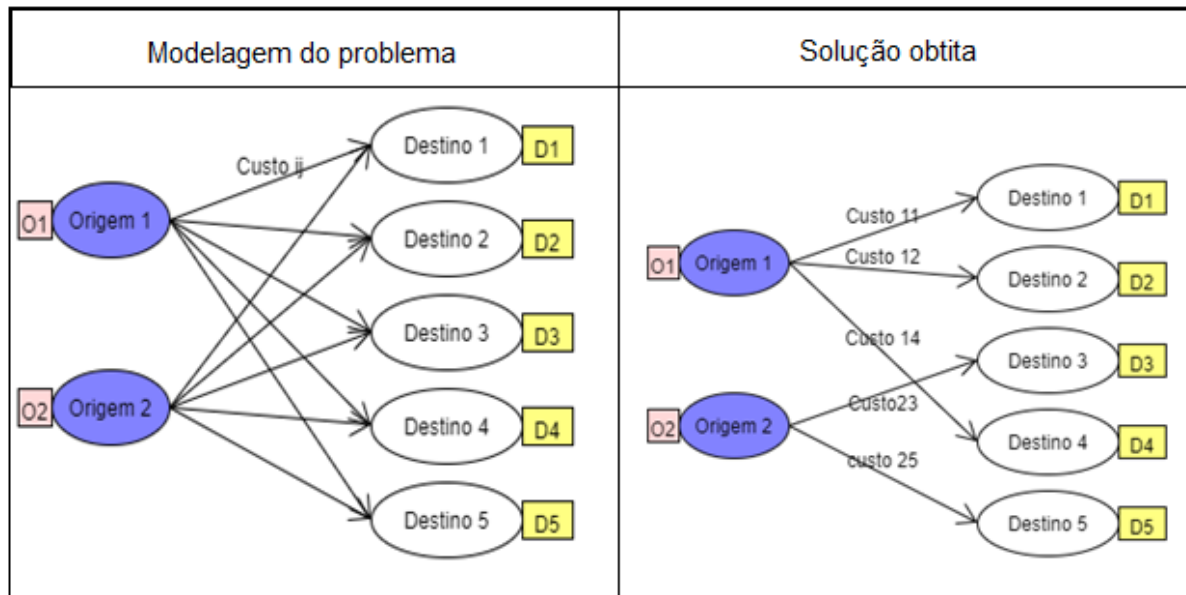 Modelagem do problema
Solução obtita
Custo ij
Destino 1
D1
O1
Origem 1
Destino 2
D2
Destino 3
D3
O2
Origem 2
Destino 4
D4
Destino 5
D5
Custo 11
Destino 1
D1
O1
Origem 1
Custo 12
Destino 2
D2
Custo 14
Destino 3
D3
O2
Origem 2
Custo23
Destino 4
D4
custo 25
Destino 5
D5